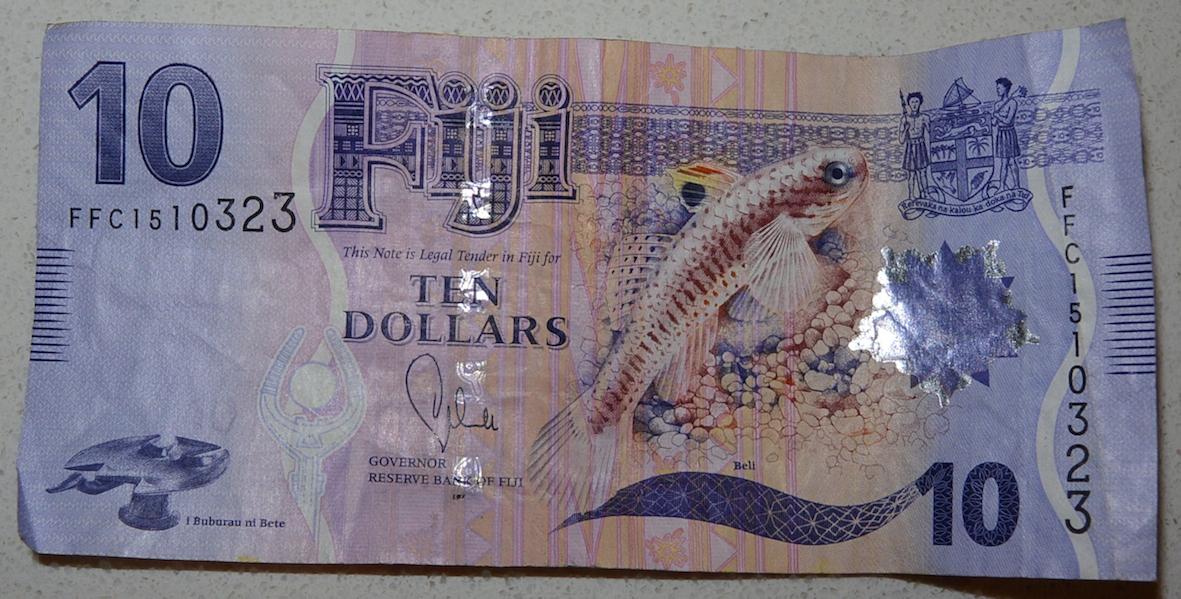 10
Fiji
FFC1510323
This Note is Legal Tender in Fiji for
TEN
DOLLARS
GOVERNOR
RESERVE BANK OF FIJI
i Buburau ni Bete
Beli
10
Rerevaka na kalou ka doka na Tui
FFC1510323